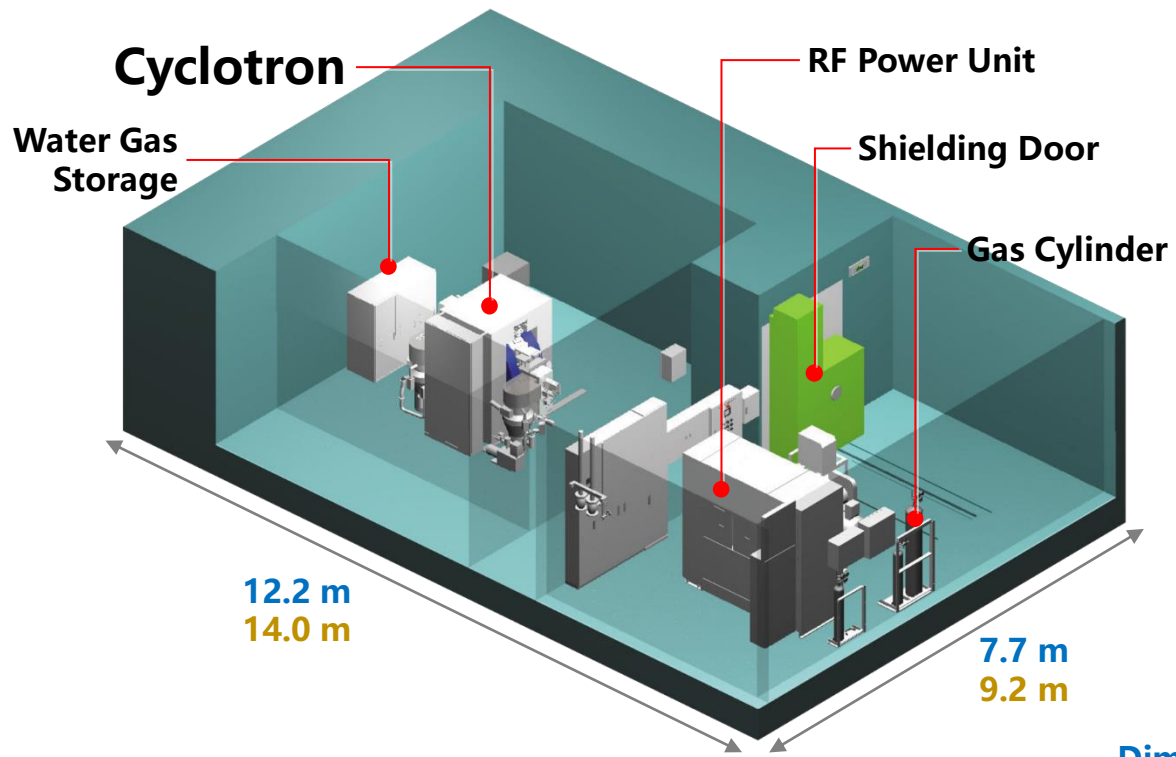 Cyclotron
RF Power Unit
Water Gas
Storage
Shielding Door
Gas Cylinder
12.2 m
14.0 m
7.7 m
9.2 m